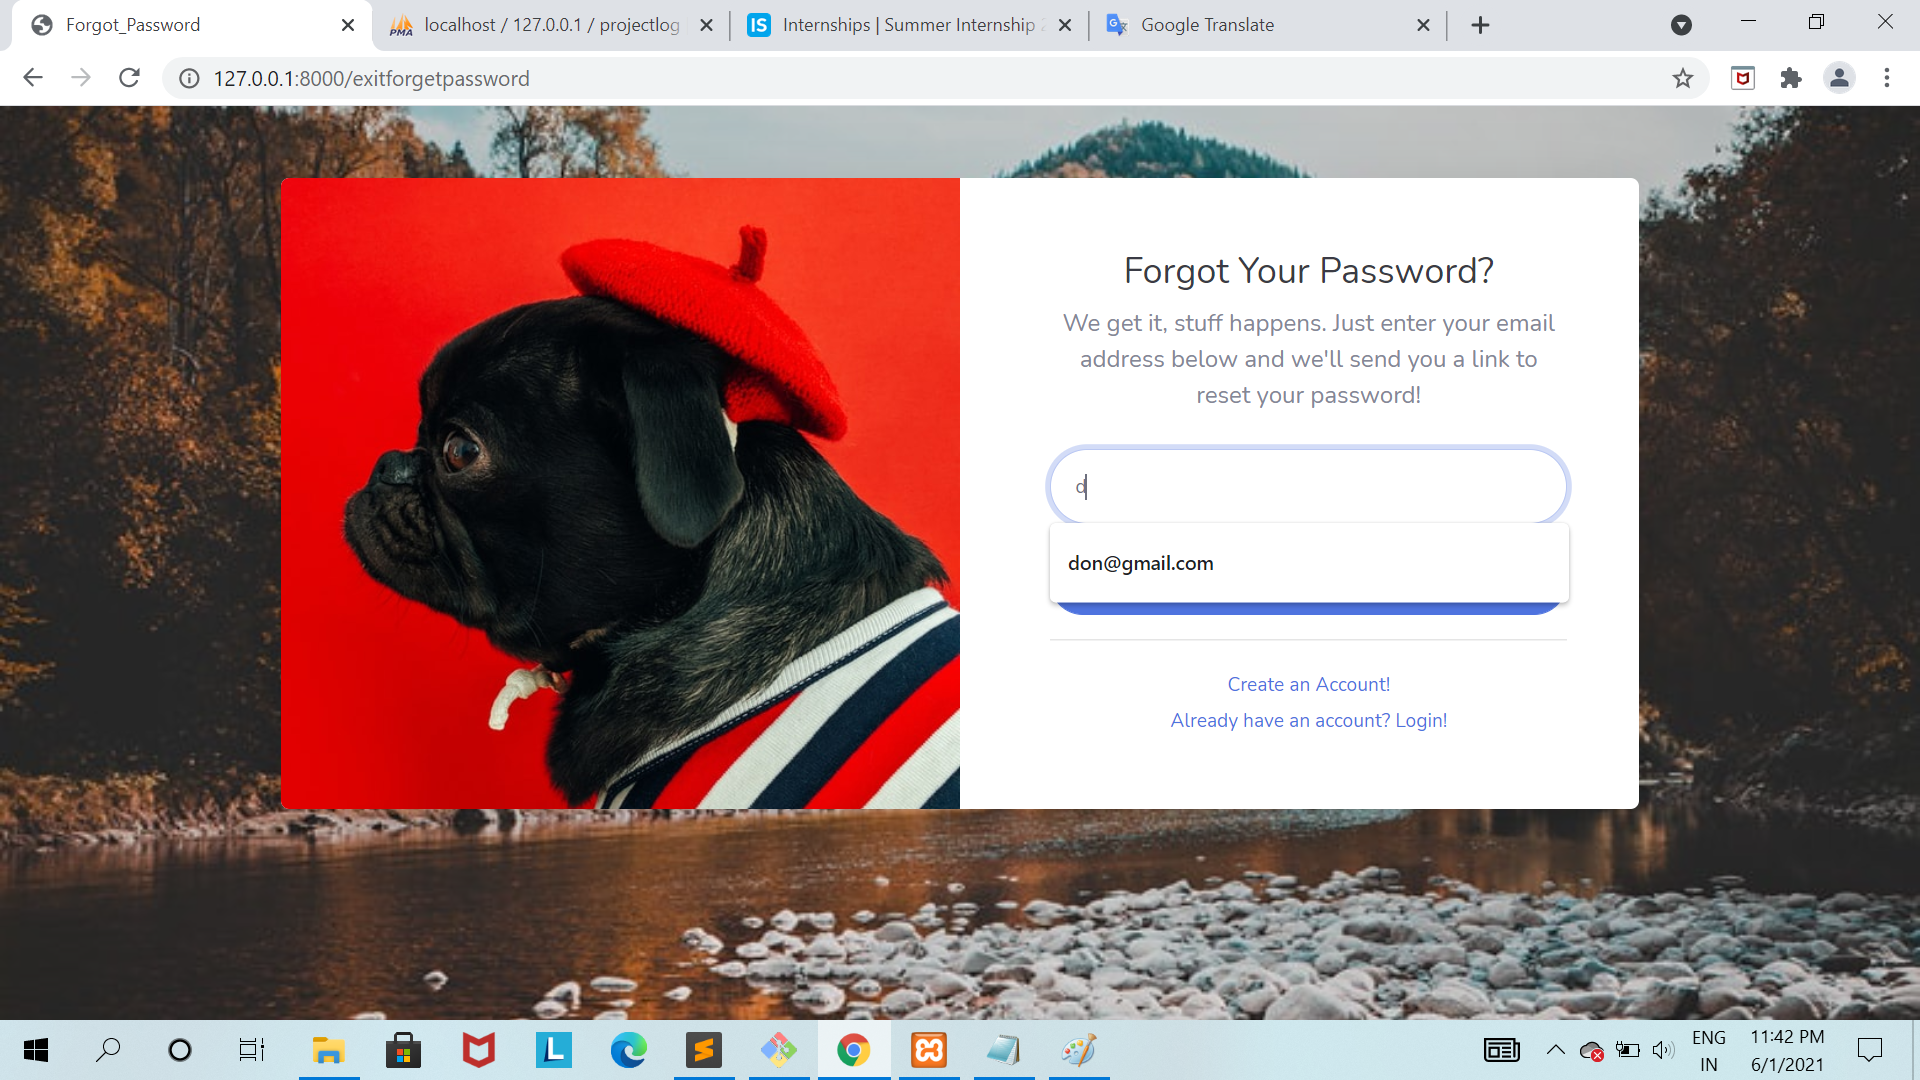 Forgot_Password
localhost / 127.0.0.1 / projectlog
Internships | Summer Internship 2
Google Translate
127.0.0.1:8000/exitforgetpassword
Forgot Your Password?
We get it, stuff happens. Just enter your email
address below and we'll send you a link to
reset your password!
d
don@gmail.com
Create an Account!
Already have an account? Login!
PMA
IS
G
L
S
ENG
IN
11:42 PM
6/1/2021